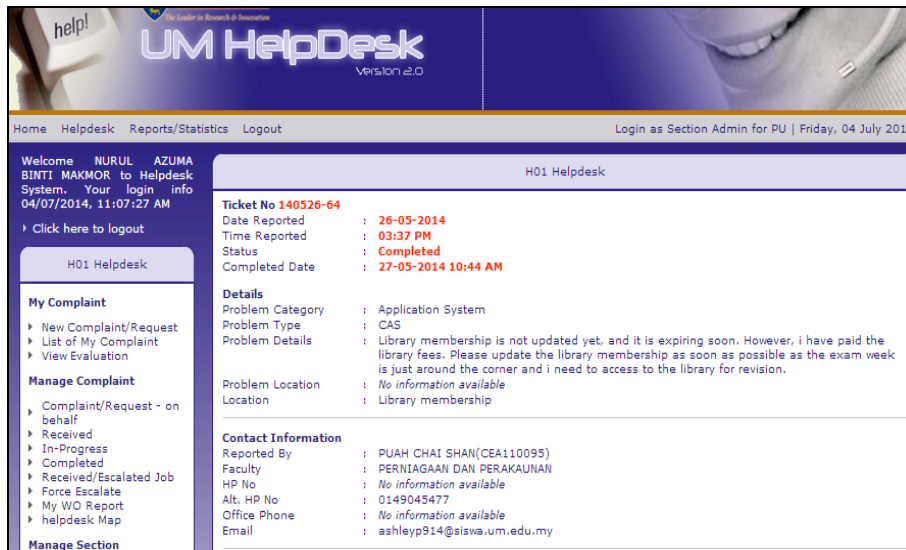 help!
The Leader in Research & Innovation
UM HelpDesk
Version 2.0
Home Helpdesk Reports/Statistics Logout
Login as Section Admin for PU | Friday, 04 July 201
Welcome NURUL AZUMA
BINTI MAKMOR to Helpdesk
System. Your login info
04/07/2014, 11:07:27 AM
Click here to logout
H01 Helpdesk
My Complaint
New Complaint/Request
List of My Complaint
View Evaluation
Manage Complaint
Complaint/Request - on
behalf
Received
In-Progress
Completed
Received/Escalated Job
Force Escalate
My WO Report
helpdesk Map
Manage Section
H01 Helpdesk
Ticket No 140526-64
Date Reported : 26-05-2014
Time Reported : 03:37 PM
Status : Completed
Completed Date : 27-05-2014 10:44 AM
Details
Problem Category : Application System
Problem Type : CAS
Problem Details : Library membership is not updated yet, and it is expiring soon. However, i have paid the
library fees. Please update the library membership as soon as possible as the exam week
is just around the corner and i need to access to the library for revision.
Problem Location : No information available
Location : Library membership
Contact Information
Reported By : PUAH CHAI SHAN(CEA110095)
Faculty : PERNIAGAAN DAN PERAKAUNAN
HP No : No information available
Alt. HP No : 0149045477
Office Phone : No information available
Email : ashleyp914@siswa.um.edu.my